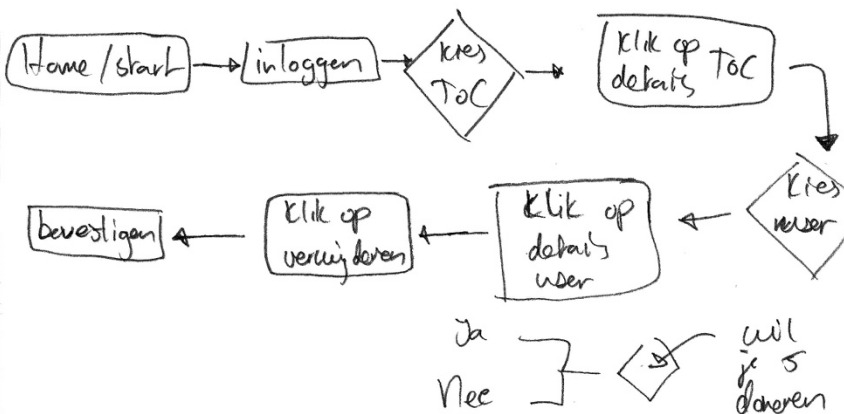 Home / start
inloggen
kies
ToC
Klik op
details ToC
Kies
user
Klik op
details
user
Klik op
verwijderen
bevestigen
Ja
Nee
wil
je 5
doneren